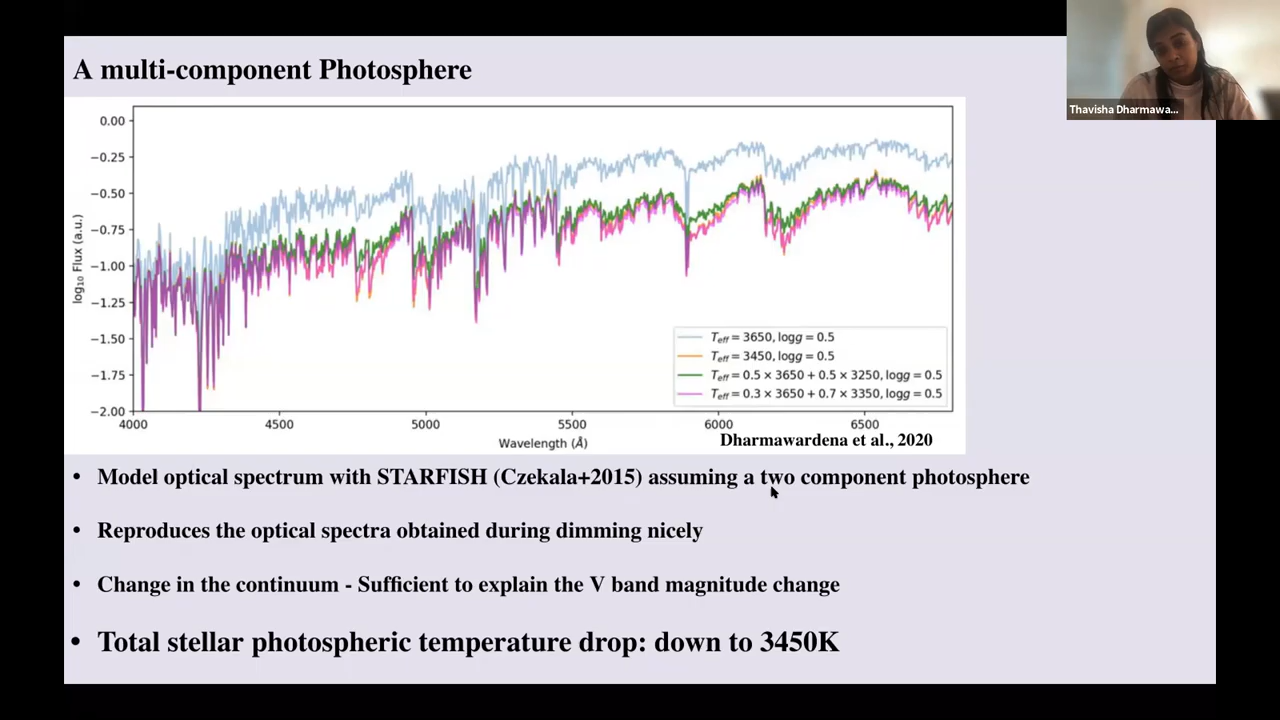 A multi-component Photosphere
Thavisha Dharmawa...
0.00
−0.25
−0.50
−0.75
−1.00
−1.25
−1.50
−1.75
−2.00
log₁₀ Flux (a.u.)
T_eff = 3650, logg = 0.5
T_eff = 3450, logg = 0.5
T_eff = 0.5 × 3650 + 0.5 × 3250, logg = 0.5
T_eff = 0.3 × 3650 + 0.7 × 3350, logg = 0.5
4000 4500 5000 5500 6000 6500
Wavelength (Å)
Dharmawardena et al., 2020
• Model optical spectrum with STARFISH (Czekala+2015) assuming a two component photosphere
• Reproduces the optical spectra obtained during dimming nicely
• Change in the continuum - Sufficient to explain the V band magnitude change
• Total stellar photospheric temperature drop: down to 3450K